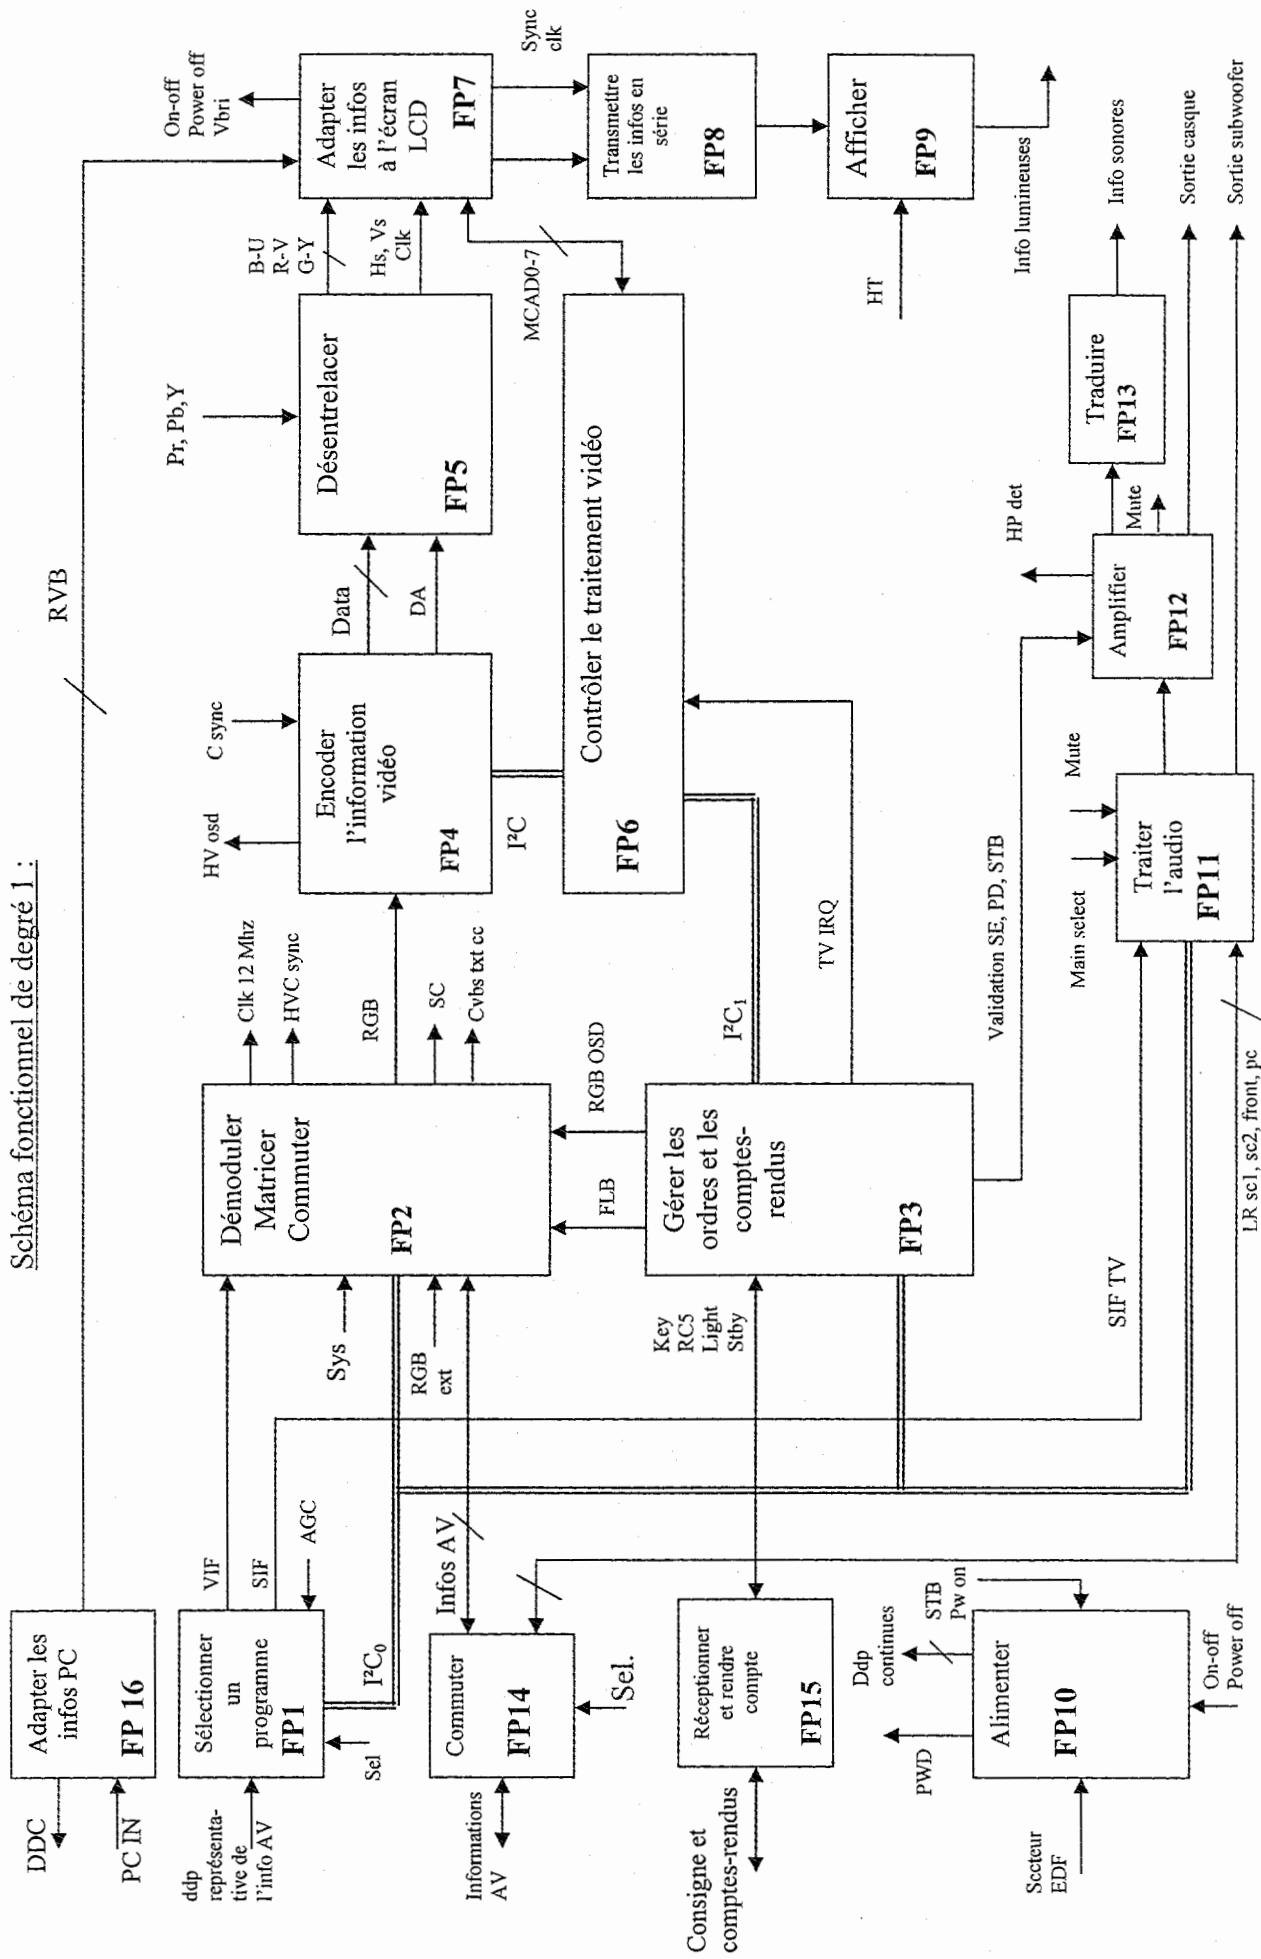 Schéma fonctionnel de degré 1 :
DDC
PC IN
Adapter les
infos PC
FP 16
RVB
ddp
représenta-
tive de
l'info AV
Sélectionner
un
programme
FP1
Sel
VIF
SIF
AGC
I²C₀
Sys
RGB
ext
Démoduler
Matricer
Commuter
FP2
Clk 12 Mhz
HVC sync
RGB
SC
Cvbs txt cc
HV osd
C sync
Encoder
l'information
vidéo
FP4
I²C
Data
DA
Pr, Pb,Y
Désentrelacer
FP5
B-U
R-V
G-Y
Hs, Vs
Clk
On-off
Power off
Vbri
Adapter
les infos
à l'écran
LCD
FP7
Sync
clk
MCAD0-7
Transmettre
les infos en
série
FP8
Afficher
FP9
HT
Info lumineuses
Contrôler le traitement vidéo
FP6
Informations
AV
Commuter
FP14
Sel.
Infos AV
FLB
RGB OSD
Gérer les
ordres et les
comptes-
rendus
FP3
I²C₁
TV IRQ
Key
RC5
Light
Stby
Consigne et
comptes-rendus
Réceptionner
et rendre
compte
FP15
Validation SE, PD, STB
SIF TV
LR sc1, sc2, front, pc
Main select
Mute
Traiter
l'audio
FP11
HP det
Amplifier
FP12
Mute
Traduire
FP13
Info sonores
Sortie casque
Sortie subwoofer
Secteur
EDF
PWD
Ddp
continues
STB
Pw on
Alimenter
FP10
On-off
Power off